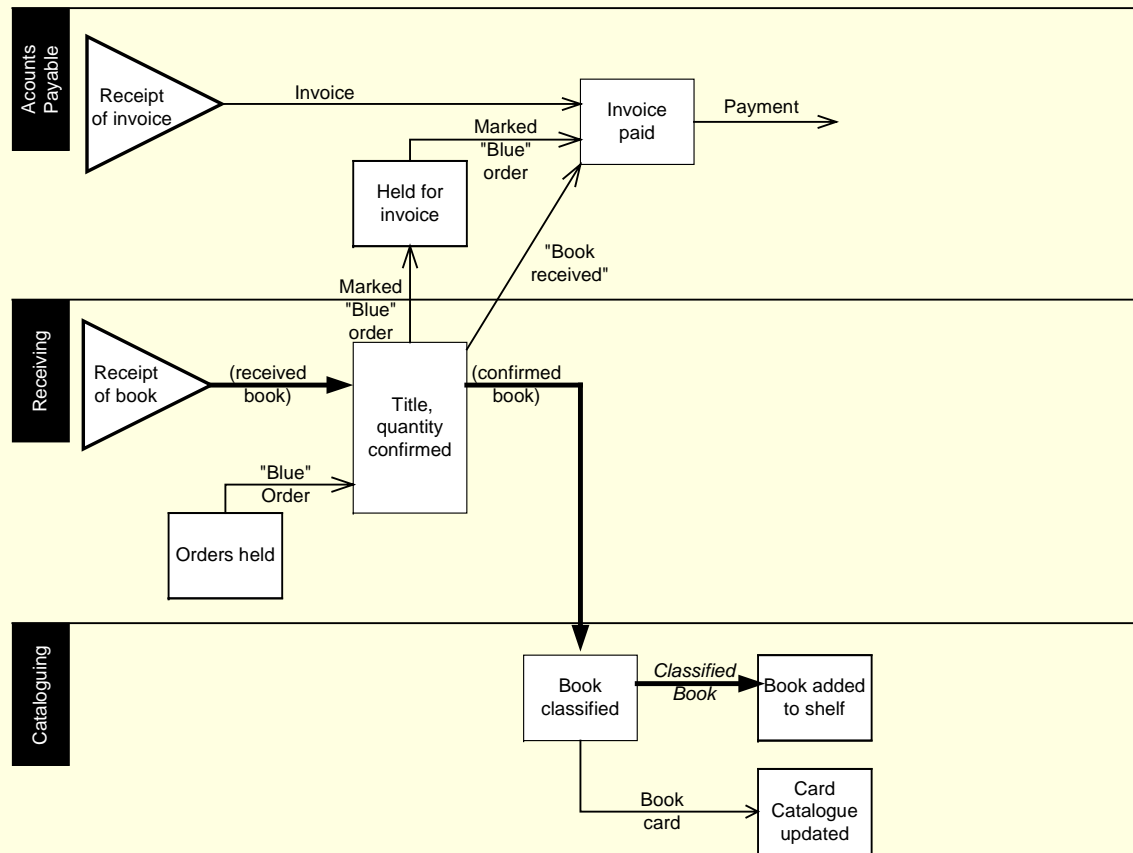 Acounts
Payable
Receipt
of invoice
Invoice
Invoice
paid
Payment
Marked
"Blue"
order
Held for
invoice
"Book
received"
Marked
"Blue"
order
Receiving
Receipt
of book
(received
book)
Title,
quantity
confirmed
(confirmed
book)
"Blue"
Order
Orders held
Cataloguing
Book
classified
Classified
Book
Book added
to shelf
Book
card
Card
Catalogue
updated